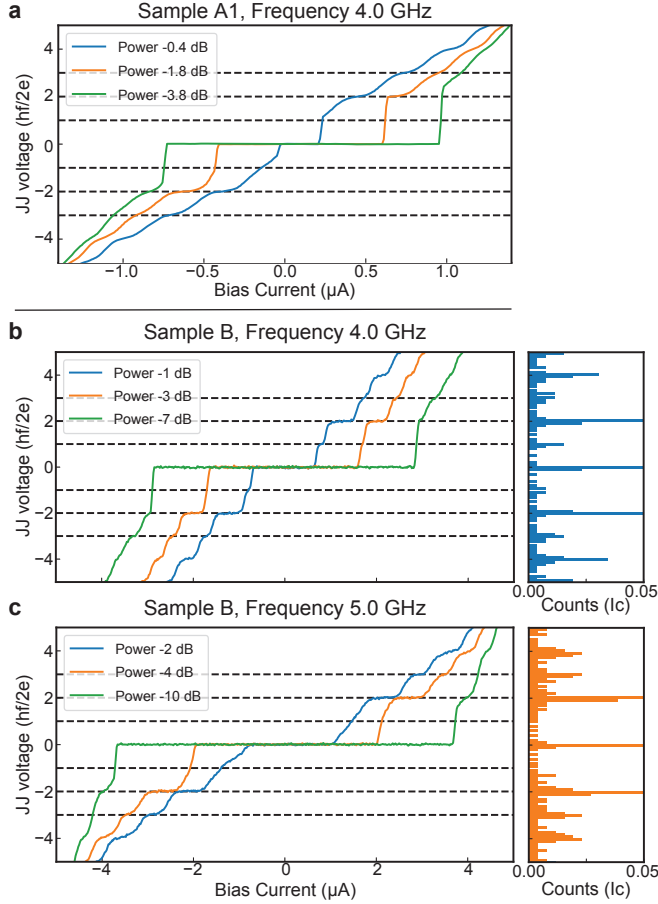 a
Sample A1, Frequency 4.0 GHz
JJ voltage (hf/2e)
4
2
0
−2
−4
Power -0.4 dB
Power -1.8 dB
Power -3.8 dB
−1.0 −0.5 0.0 0.5 1.0
Bias Current (µA)
b
Sample B, Frequency 4.0 GHz
JJ voltage (hf/2e)
4
2
0
−2
−4
Power -1 dB
Power -3 dB
Power -7 dB
0.00 0.05
Counts (Ic)
c
Sample B, Frequency 5.0 GHz
JJ voltage (hf/2e)
4
2
0
−2
−4
Power -2 dB
Power -4 dB
Power -10 dB
−4 −2 0 2 4
Bias Current (µA)
0.00 0.05
Counts (Ic)